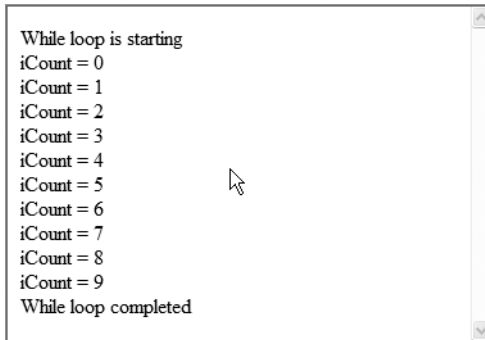 While loop is starting
iCount = 0
iCount = 1
iCount = 2
iCount = 3
iCount = 4
iCount = 5
iCount = 6
iCount = 7
iCount = 8
iCount = 9
While loop completed